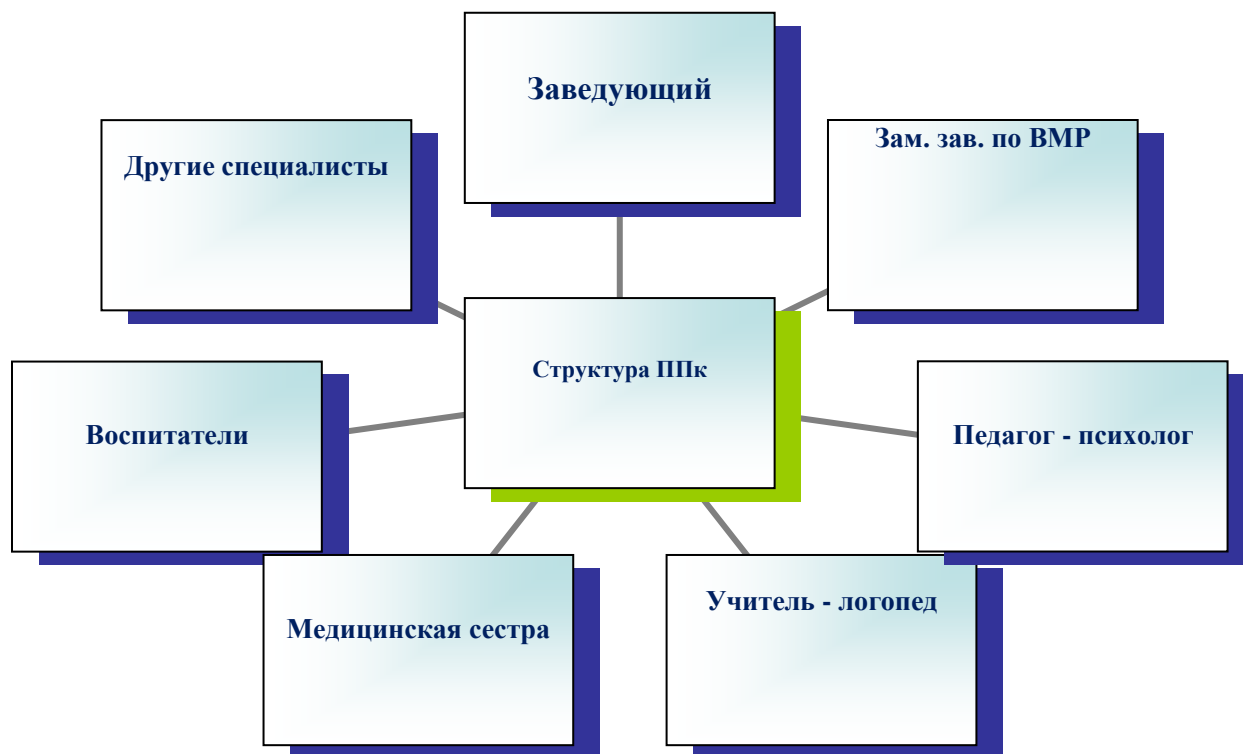 Заведующий
Зам. зав. по ВМР
Другие специалисты
Структура ППк
Воспитатели
Педагог - психолог
Учитель - логопед
Медицинская сестра